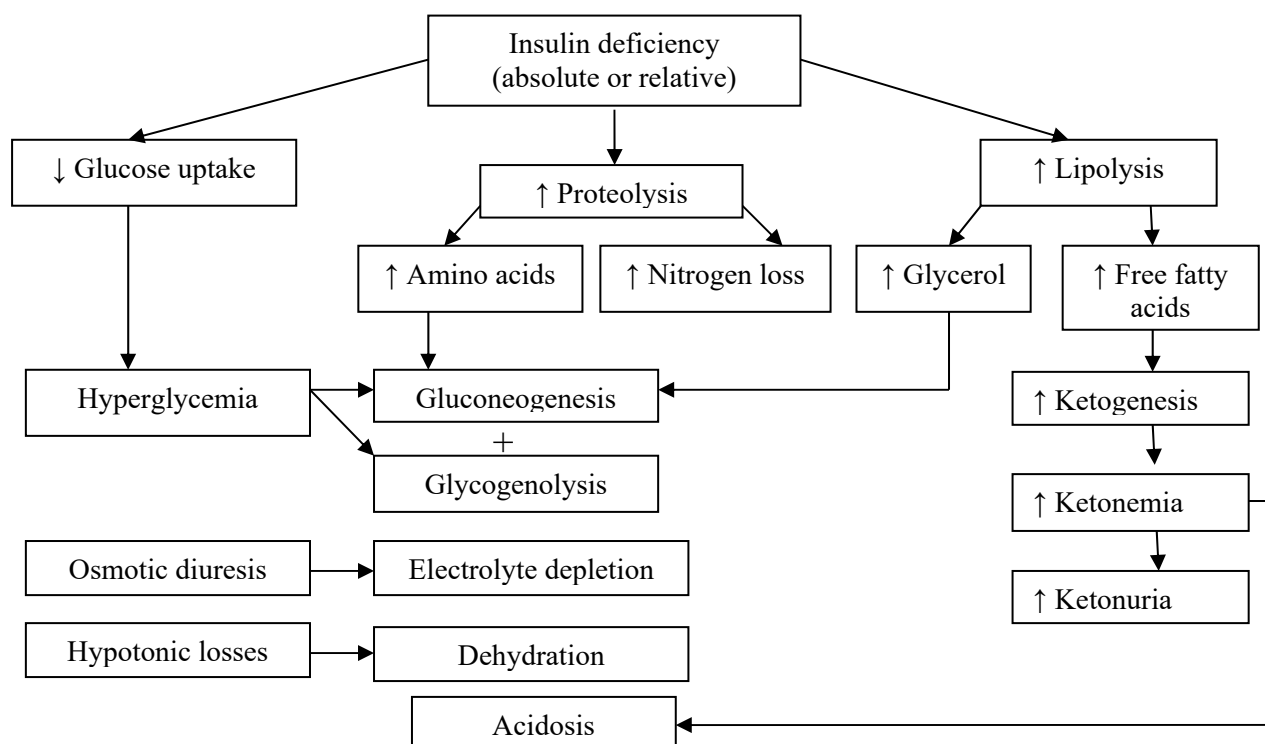 Insulin deficiency
(absolute or relative)
↓ Glucose uptake
↑ Proteolysis
↑ Lipolysis
↑ Amino acids
↑ Nitrogen loss
↑ Glycerol
↑ Free fatty
acids
Hyperglycemia
Gluconeogenesis
↑ Ketogenesis
+
Glycogenolysis
↑ Ketonemia
Osmotic diuresis
Electrolyte depletion
↑ Ketonuria
Hypotonic losses
Dehydration
Acidosis